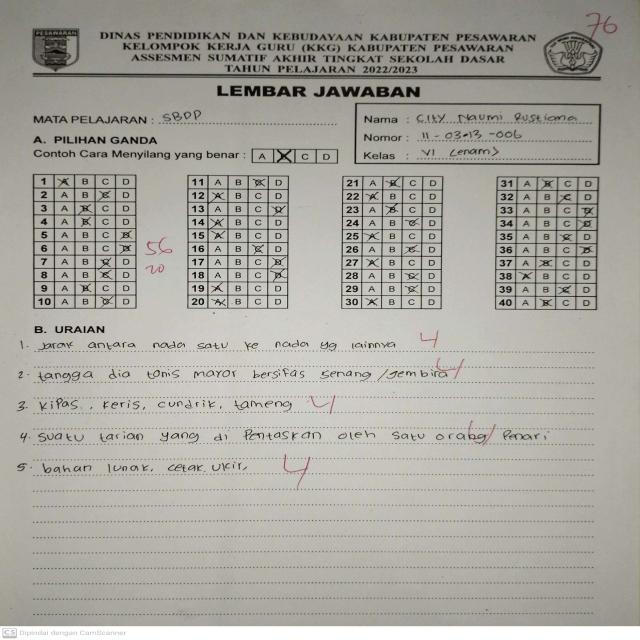 76
PESAWARAN
DINAS PENDIDIKAN DAN KEBUDAYAAN KABUPATEN PESAWARAN
KELOMPOK KERJA GURU (KKG) KABUPATEN PESAWARAN
ASSESMEN SUMATIF AKHIR TINGKAT SEKOLAH DASAR
TAHUN PELAJARAN 2022/2023
LEMBAR JAWABAN
MATA PELAJARAN : SBDP
Nama : City Naumi Rustiana
Nomor : 11-03-13-006
Kelas : VI (enam)
A. PILIHAN GANDA
Contoh Cara Menyilang yang benar : A X C D
1 A B C D 11 A B C D 21 A B C D 31 A B C D
2 A B C D 12 A B C D 22 A B C D 32 A B C D
3 A B C D 13 A B C D 23 A B C D 33 A B C D
4 A B C D 14 A B C D 24 A B C D 34 A B C D
5 A B C D 15 A B C D 25 A B C D 35 A B C D
6 A B C D 16 A B C D 26 A B C D 36 A B C D
7 A B C D 17 A B C D 27 A B C D 37 A B C D
8 A B C D 18 A B C D 28 A B C D 38 A B C D
9 A B C D 19 A B C D 29 A B C D 39 A B C D
10 A B C D 20 A B C D 30 A B C D 40 A B C D
56
20
B. URAIAN
1. Jarak antara nada satu ke nada yg lainnya 4
2. tangga dia tonis mayor bersifas senang /gembira 4
3. kipas, keris, cundrik, tameng 4
4. suatu tarian yang di Pentaskan oleh satu orabg/ Penari 4
5. bahan lunak, cetak ukir, 4
CS Dipindai dengan CamScanner